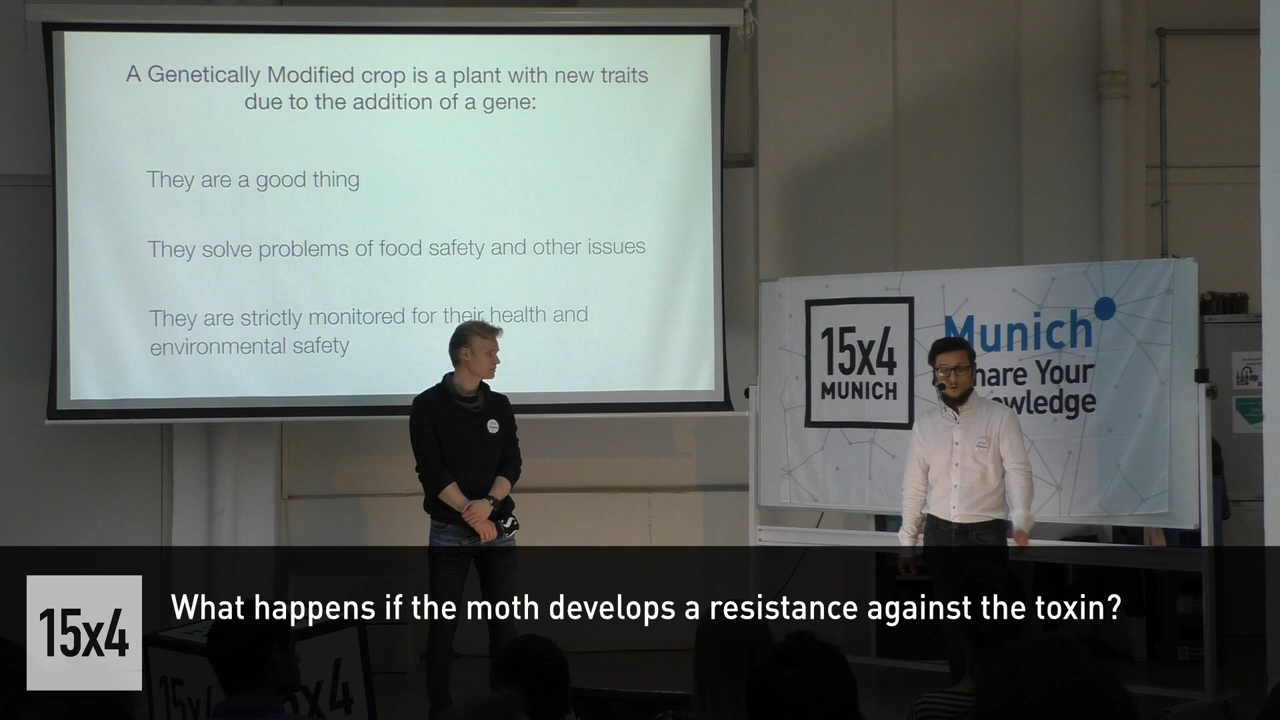 A Genetically Modified crop is a plant with new traits
due to the addition of a gene:
They are a good thing
They solve problems of food safety and other issues
They are strictly monitored for their health and
environmental safety
15x4
MUNICH
Munich
hare Your
owledge
15x4
What happens if the moth develops a resistance against the toxin?
15x4
x4